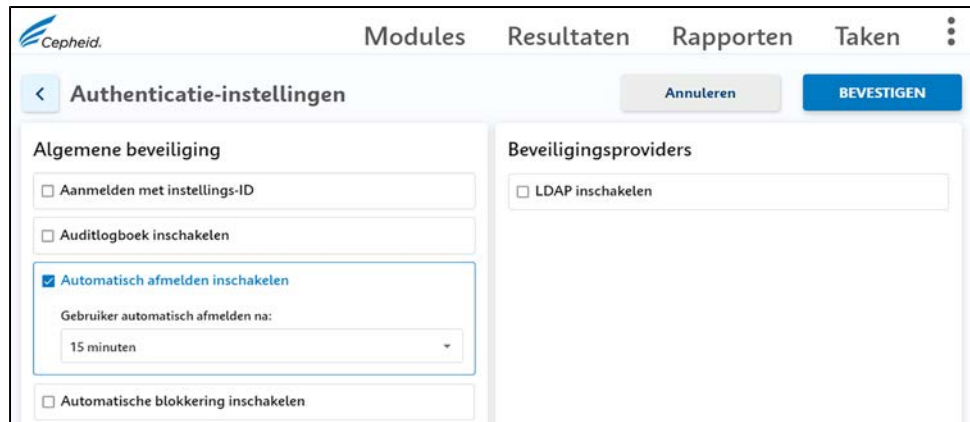 Cepheid.
Modules Resultaten Rapporten Taken
Authenticatie-instellingen
Annuleren
BEVESTIGEN
Algemene beveiliging
Aanmelden met instellings-ID
Auditlogboek inschakelen
Automatisch afmelden inschakelen
Gebruiker automatisch afmelden na:
15 minuten
Automatische blokkering inschakelen
Beveiligingsproviders
LDAP inschakelen